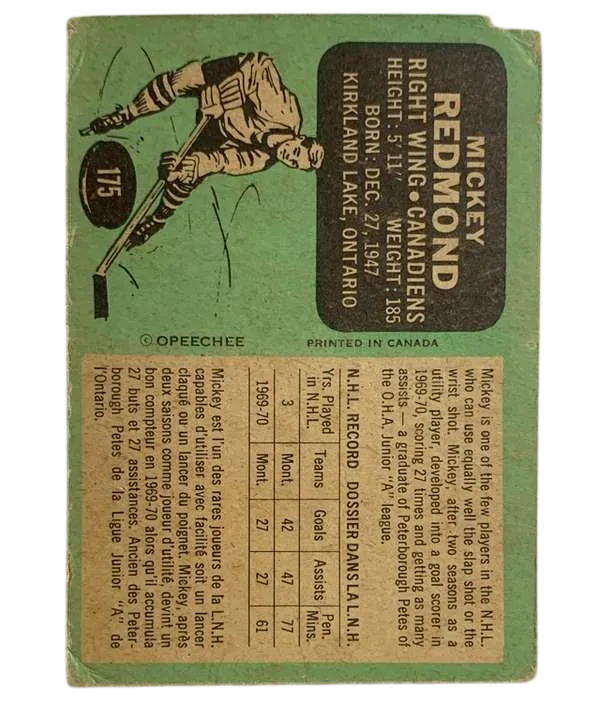 MICKEY
REDMOND
RIGHT WING • CANADIENS
HEIGHT: 5' 11" WEIGHT: 185
BORN: DEC. 27, 1947
KIRKLAND LAKE, ONTARIO
175
© OPEECHEE
PRINTED IN CANADA
Mickey is one of the few players in the N.H.L.
who can use equally well the slap shot or the
wrist shot. Mickey, after two seasons as a
utility player, developed into a goal scorer in
1969-70, scoring 27 times and getting as many
assists — a graduate of Peterborough Petes of
the O.H.A. Junior "A" league.
N.H.L. RECORD DOSSIER DANS LA L.N.H.
Yrs. Played in N.H.L. Teams Goals Assists Pen. Mins.
3 Mont. 42 47 77
1969-70 Mont. 27 27 61
Mickey est l'un des rares joueurs de la L.N.H.
capables d'utiliser avec facilité soit un lancer
claqué ou un lancer du poignet. Mickey, après
deux saisons comme joueur d'utilité, devint un
bon compteur en 1969-70 alors qu'il accumula
27 buts et 27 assistances. Ancien des Peter-
borough Petes de la Ligue Junior "A" de
l'Ontario.